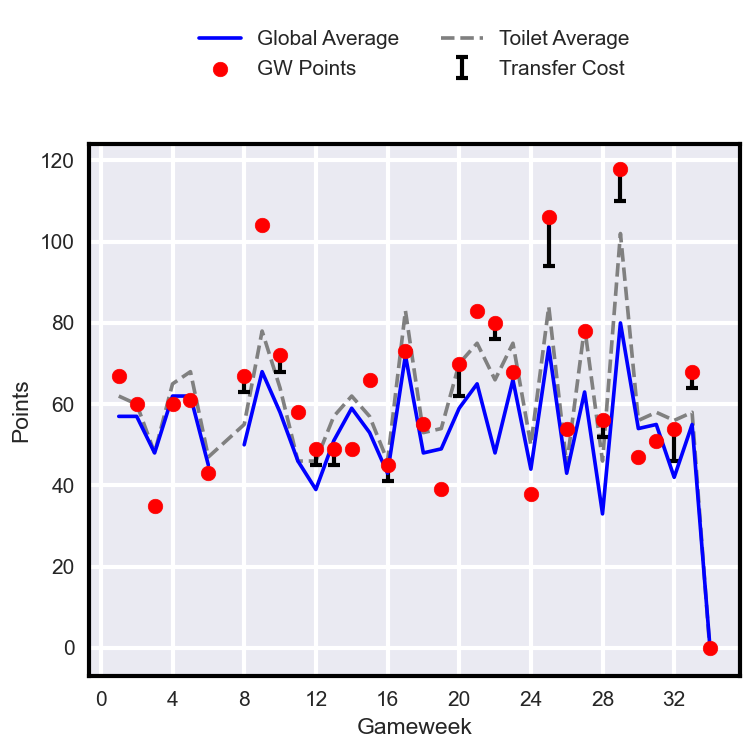 Global Average
Toilet Average
GW Points
Transfer Cost
120
100
80
60
40
20
0
Points
0 4 8 12 16 20 24 28 32
Gameweek